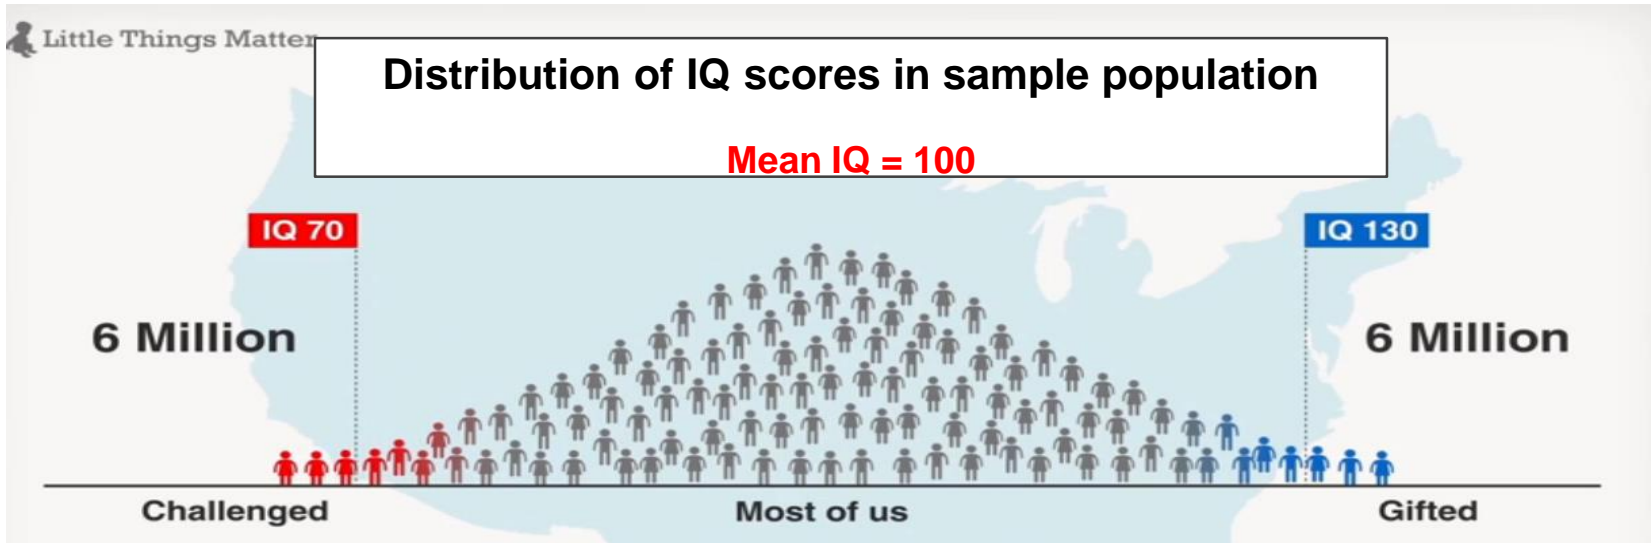 Little Things Matter
Distribution of IQ scores in sample population
Mean IQ = 100
IQ 70
IQ 130
6 Million
6 Million
Challenged
Most of us
Gifted